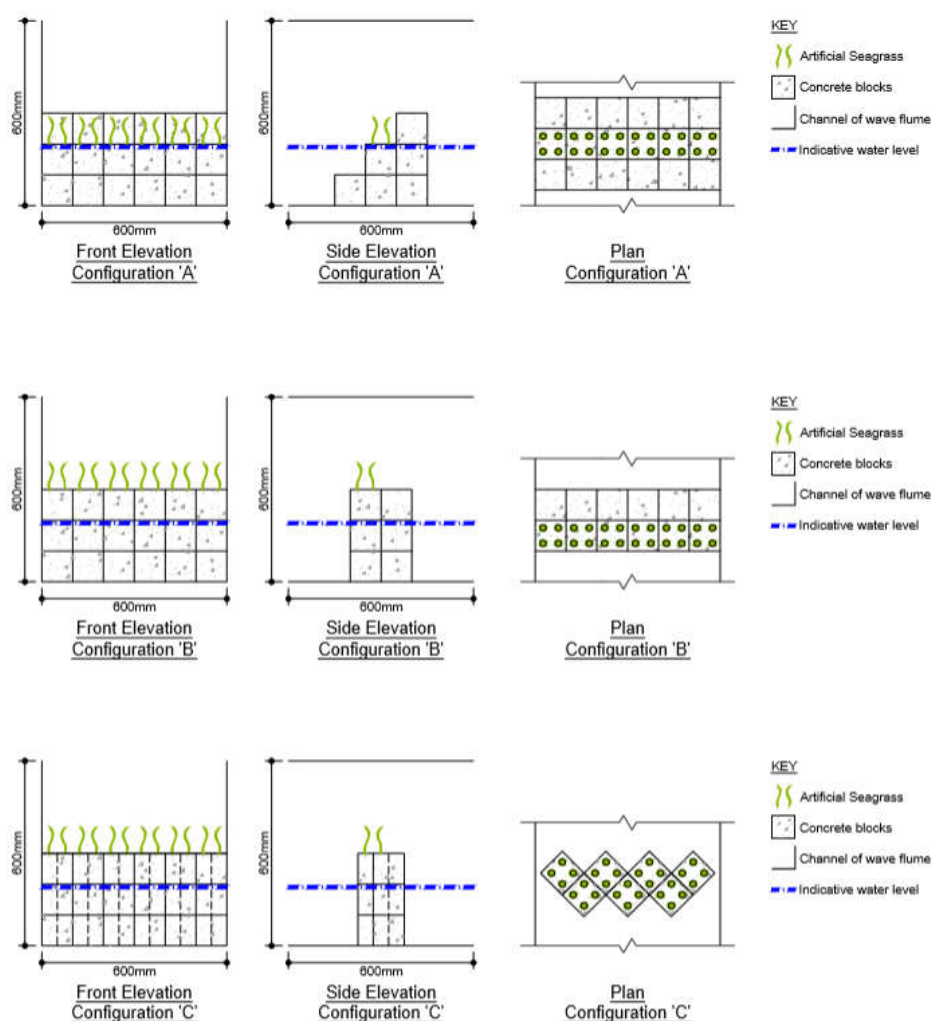 600mm
600mm
Front Elevation
Configuration 'A'
600mm
600mm
Side Elevation
Configuration 'A'
Plan
Configuration 'A'
KEY
Artificial Seagrass
Concrete blocks
Channel of wave flume
Indicative water level
600mm
600mm
Front Elevation
Configuration 'B'
600mm
600mm
Side Elevation
Configuration 'B'
Plan
Configuration 'B'
KEY
Artificial Seagrass
Concrete blocks
Channel of wave flume
Indicative water level
600mm
600mm
Front Elevation
Configuration 'C'
600mm
600mm
Side Elevation
Configuration 'C'
Plan
Configuration 'C'
KEY
Artificial Seagrass
Concrete blocks
Channel of wave flume
Indicative water level